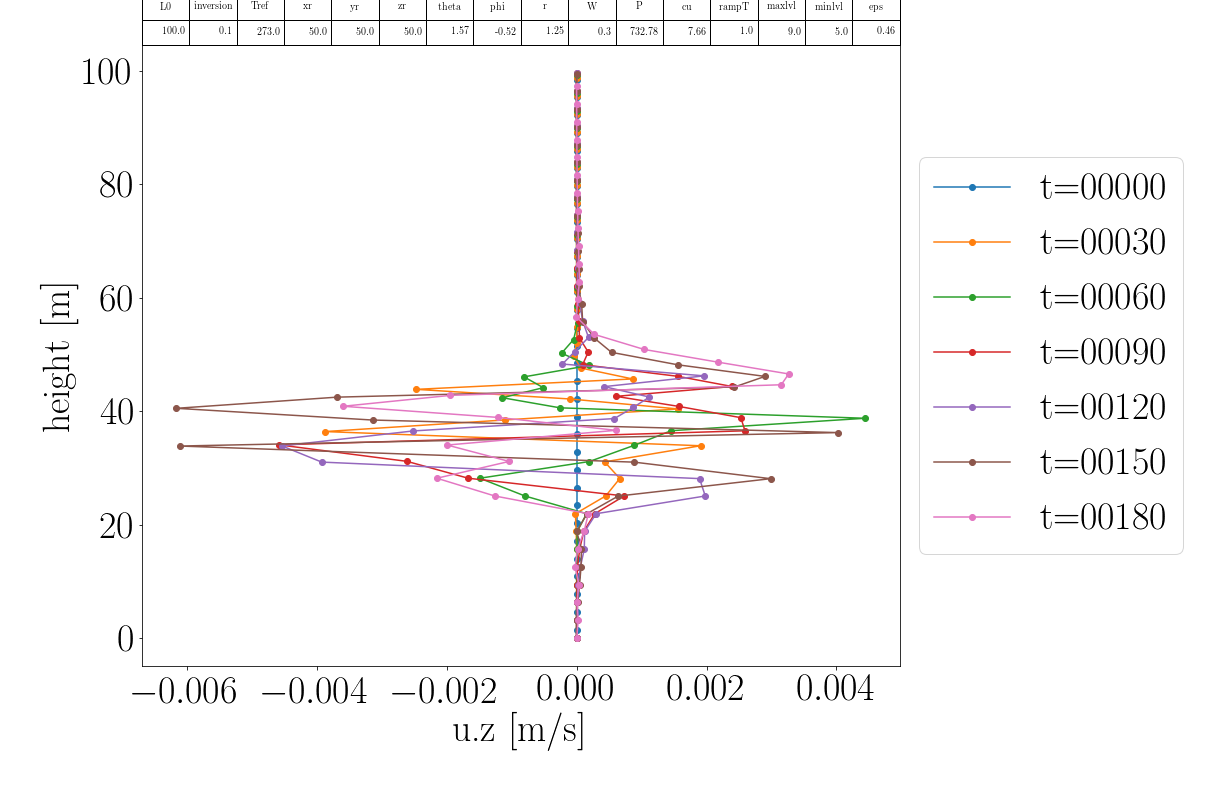 L0 inversion Tref xr yr zr theta phi r W P cu rampT maxlvl minlvl eps
100.0 0.1 273.0 50.0 50.0 50.0 1.57 -0.52 1.25 0.3 732.78 7.66 1.0 9.0 5.0 0.46
100
80
60
40
20
0
height [m]
−0.006 −0.004 −0.002 0.000 0.002 0.004
u.z [m/s]
t=00000
t=00030
t=00060
t=00090
t=00120
t=00150
t=00180